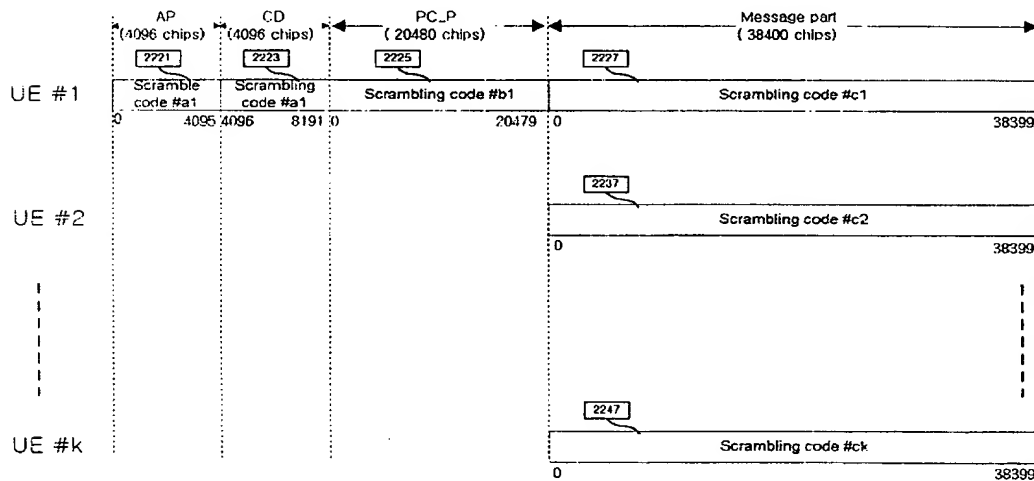 AP CD PC_P Message part
(4096 chips) (4096 chips) ( 20480 chips) ( 38400 chips)
2221 2223 2225 2227
UE #1 Scramble code #a1 Scrambling code #a1 Scrambling code #b1 Scrambling code #c1
0 4095 4096 8191 0 20479 0 38399
2237
UE #2 Scrambling code #c2
0 38399
2247
UE #k Scrambling code #ck
0 38399